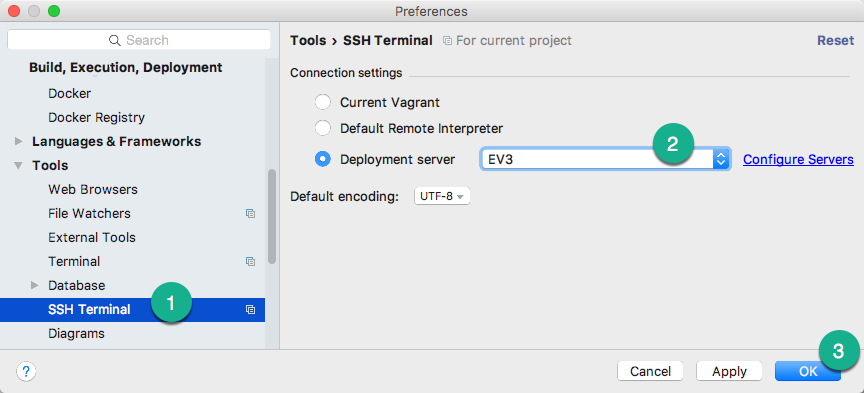 Preferences
Search
Build, Execution, Deployment
Docker
Docker Registry
Languages & Frameworks
Tools
Web Browsers
File Watchers
External Tools
Terminal
Database
SSH Terminal
1
Diagrams
Tools › SSH Terminal For current project Reset
Connection settings
Current Vagrant
Default Remote Interpreter
Deployment server EV3 2 Configure Servers
Default encoding: UTF-8
? Cancel Apply OK 3